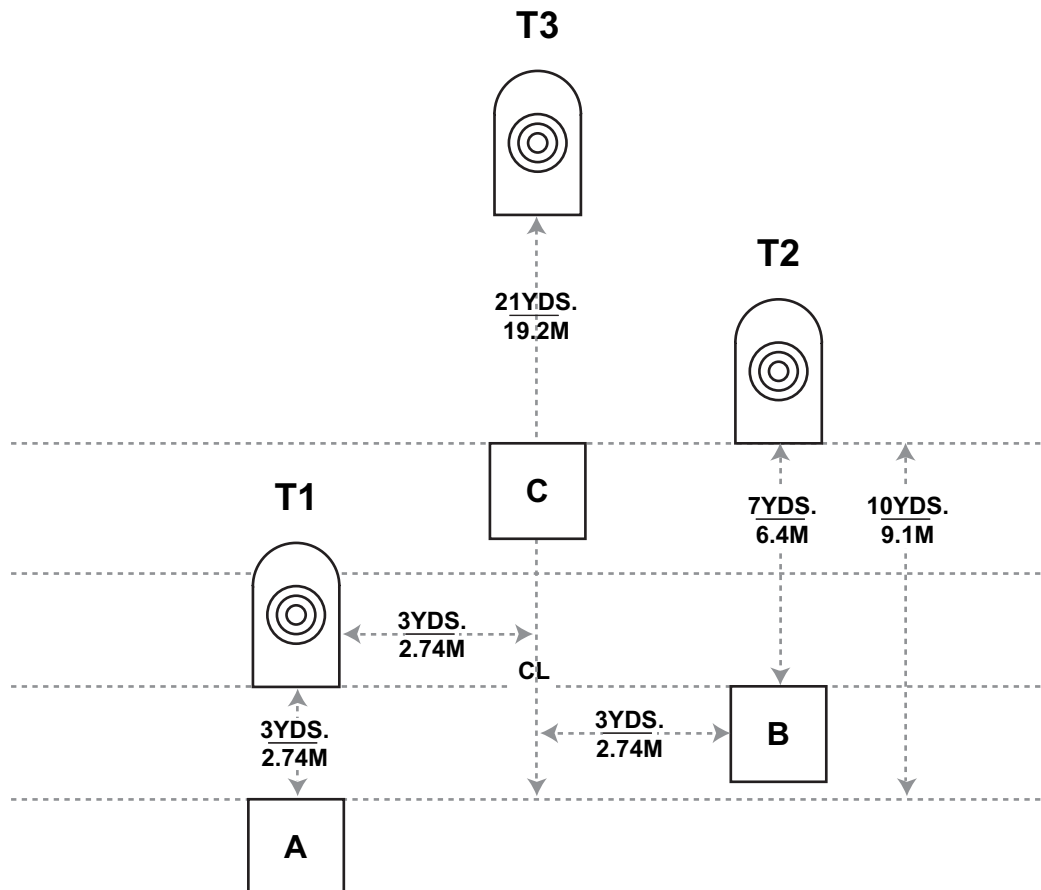 T3
21YDS.
19.2M
T2
C
7YDS.
6.4M
10YDS.
9.1M
T1
3YDS.
2.74M
CL
3YDS.
2.74M
3YDS.
2.74M
B
A